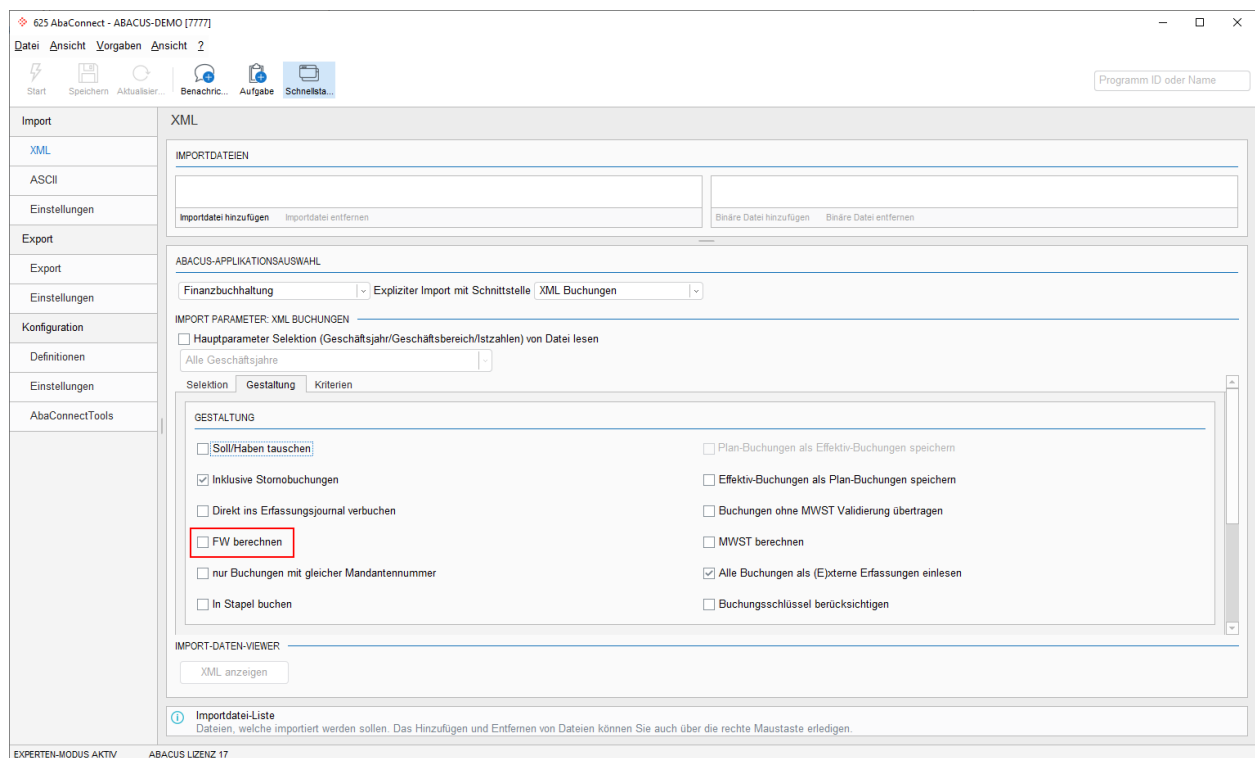 625 AbaConnect - ABACUS-DEMO [7777]
Datei Ansicht Vorgaben Ansicht ?
Start Speichern Aktualisier... Benachric... Aufgabe Schnellsta... Programm ID oder Name
Import
XML
ASCII
Einstellungen
Export
Export
Einstellungen
Konfiguration
Definitionen
Einstellungen
AbaConnectTools
XML
IMPORTDATEIEN
Importdatei hinzufügen Importdatei entfernen Binäre Datei hinzufügen Binäre Datei entfernen
ABACUS-APPLIKATIONSAUSWAHL
Finanzbuchhaltung Expliziter Import mit Schnittstelle XML Buchungen
IMPORT PARAMETER: XML BUCHUNGEN
Hauptparameter Selektion (Geschäftsjahr/Geschäftsbereich/Istzahlen) von Datei lesen
Alle Geschäftsjahre
Selektion Gestaltung Kriterien
GESTALTUNG
Soll/Haben tauschen Plan-Buchungen als Effektiv-Buchungen speichern
Inklusive Stornobuchungen Effektiv-Buchungen als Plan-Buchungen speichern
Direkt ins Erfassungsjournal verbuchen Buchungen ohne MWST Validierung übertragen
FW berechnen MWST berechnen
nur Buchungen mit gleicher Mandantennummer Alle Buchungen als (E)xterne Erfassungen einlesen
In Stapel buchen Buchungsschlüssel berücksichtigen
IMPORT-DATEN-VIEWER
XML anzeigen
Importdatei-Liste
Dateien, welche importiert werden sollen. Das Hinzufügen und Entfernen von Dateien können Sie auch über die rechte Maustaste erledigen.
EXPERTEN-MODUS AKTIV ABACUS LIZENZ 17